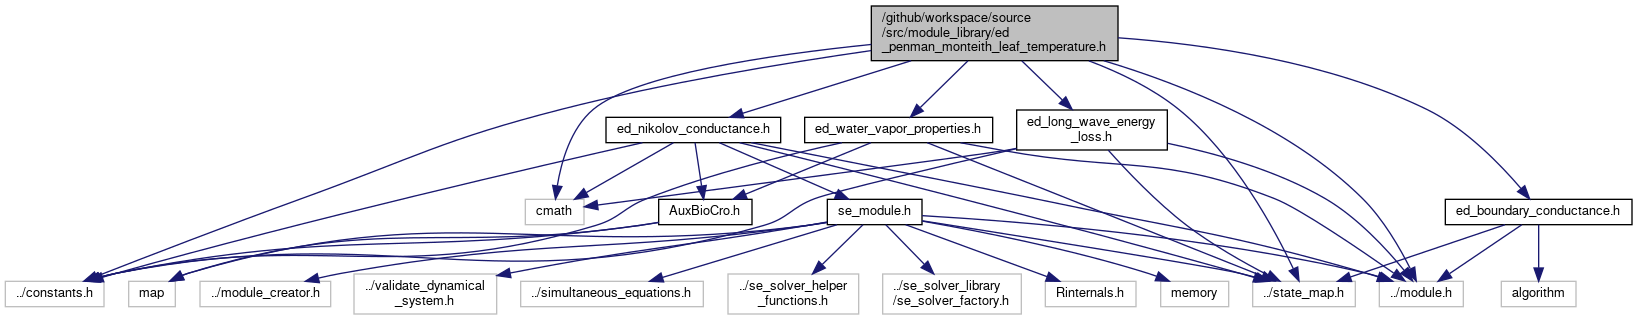 /github/workspace/source
/src/module_library/ed
_penman_monteith_leaf_temperature.h
ed_nikolov_conductance.h
ed_water_vapor_properties.h
ed_long_wave_energy
_loss.h
cmath
AuxBioCro.h
se_module.h
ed_boundary_conductance.h
../constants.h
map
../module_creator.h
../validate_dynamical
_system.h
../simultaneous_equations.h
../se_solver_helper
_functions.h
../se_solver_library
/se_solver_factory.h
Rinternals.h
memory
../state_map.h
../module.h
algorithm